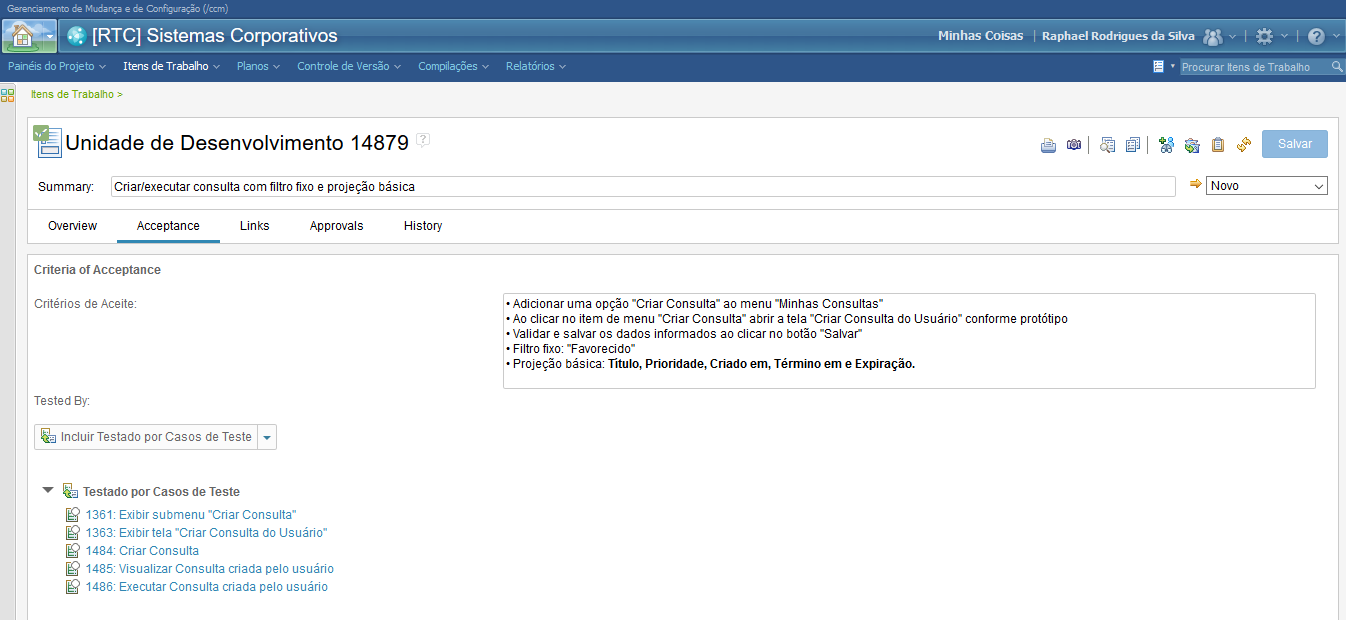 Gerenciamento de Mudança e de Configuração (/ccm)
[RTC] Sistemas Corporativos
Minhas Coisas | Raphael Rodrigues da Silva
Painéis do Projeto Itens de Trabalho Planos Controle de Versão Compilações Relatórios Procurar Itens de Trabalho
Itens de Trabalho >
Unidade de Desenvolvimento 14879 ?
Salvar
Summary: Criar/executar consulta com filtro fixo e projeção básica Novo
Overview Acceptance Links Approvals History
Criteria of Acceptance
Critérios de Aceite:
• Adicionar uma opção "Criar Consulta" ao menu "Minhas Consultas"
• Ao clicar no item de menu "Criar Consulta" abrir a tela "Criar Consulta do Usuário" conforme protótipo
• Validar e salvar os dados informados ao clicar no botão "Salvar"
• Filtro fixo: "Favorecido"
• Projeção básica: Título, Prioridade, Criado em, Término em e Expiração.
Tested By:
Incluir Testado por Casos de Teste
Testado por Casos de Teste
1361: Exibir submenu "Criar Consulta"
1363: Exibir tela "Criar Consulta do Usuário"
1484: Criar Consulta
1485: Visualizar Consulta criada pelo usuário
1486: Executar Consulta criada pelo usuário